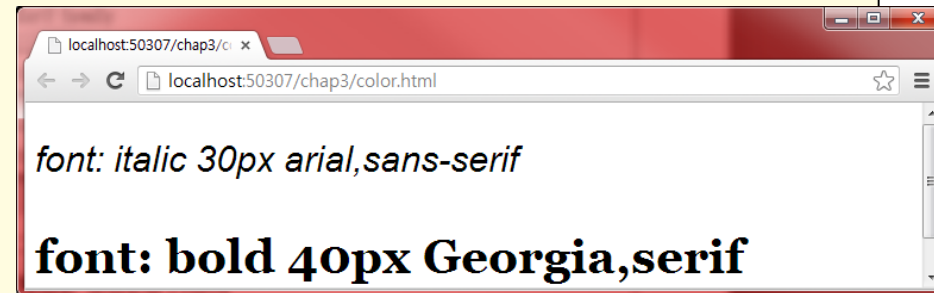 localhost:50307/chap3/c
localhost:50307/chap3/color.html
font: italic 30px arial,sans-serif
font: bold 40px Georgia,serif